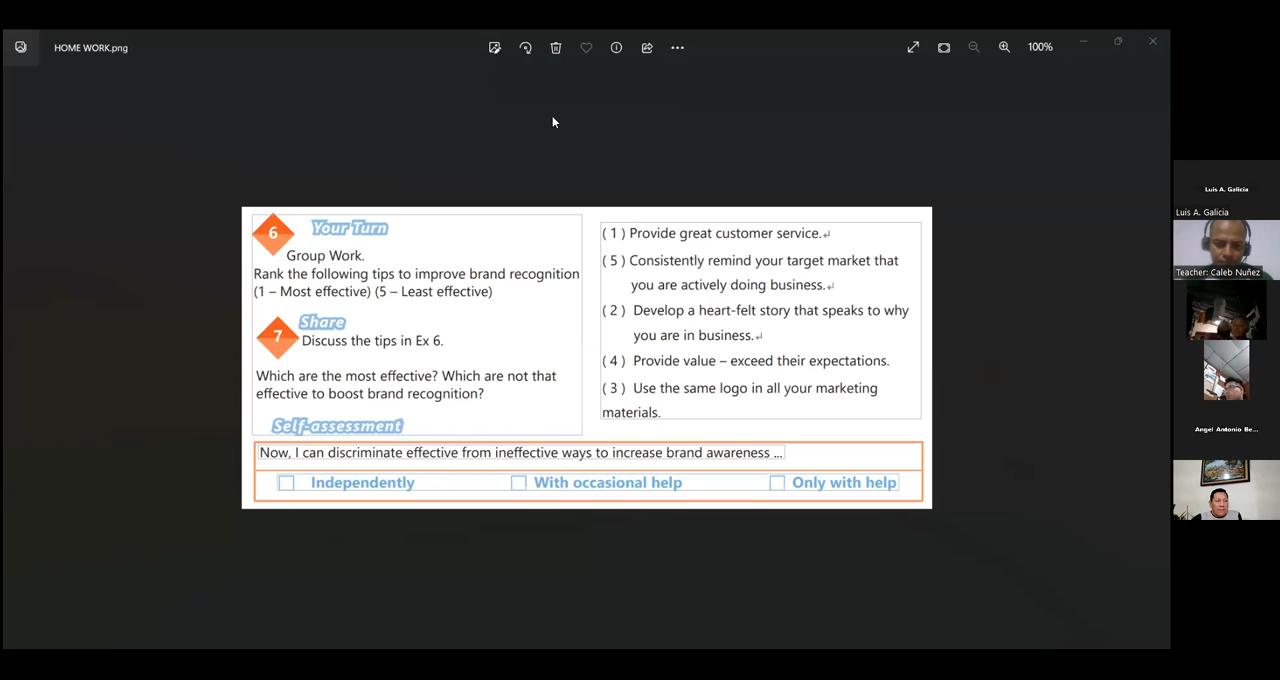 HOME WORK.png
100%
6
Your Turn
Group Work.
Rank the following tips to improve brand recognition
(1 – Most effective) (5 – Least effective)
7
Share
Discuss the tips in Ex 6.
Which are the most effective? Which are not that
effective to boost brand recognition?
Self-assessment
( 1 ) Provide great customer service.↵
( 5 ) Consistently remind your target market that
you are actively doing business.↵
( 2 ) Develop a heart-felt story that speaks to why
you are in business.↵
( 4 ) Provide value – exceed their expectations.
( 3 ) Use the same logo in all your marketing
materials.
Now, I can discriminate effective from ineffective ways to increase brand awareness ...
Independently
With occasional help
Only with help
Luis A. Galicia
Luis A. Galicia
Teacher: Caleb Nuñez
Angel Antonio Be...